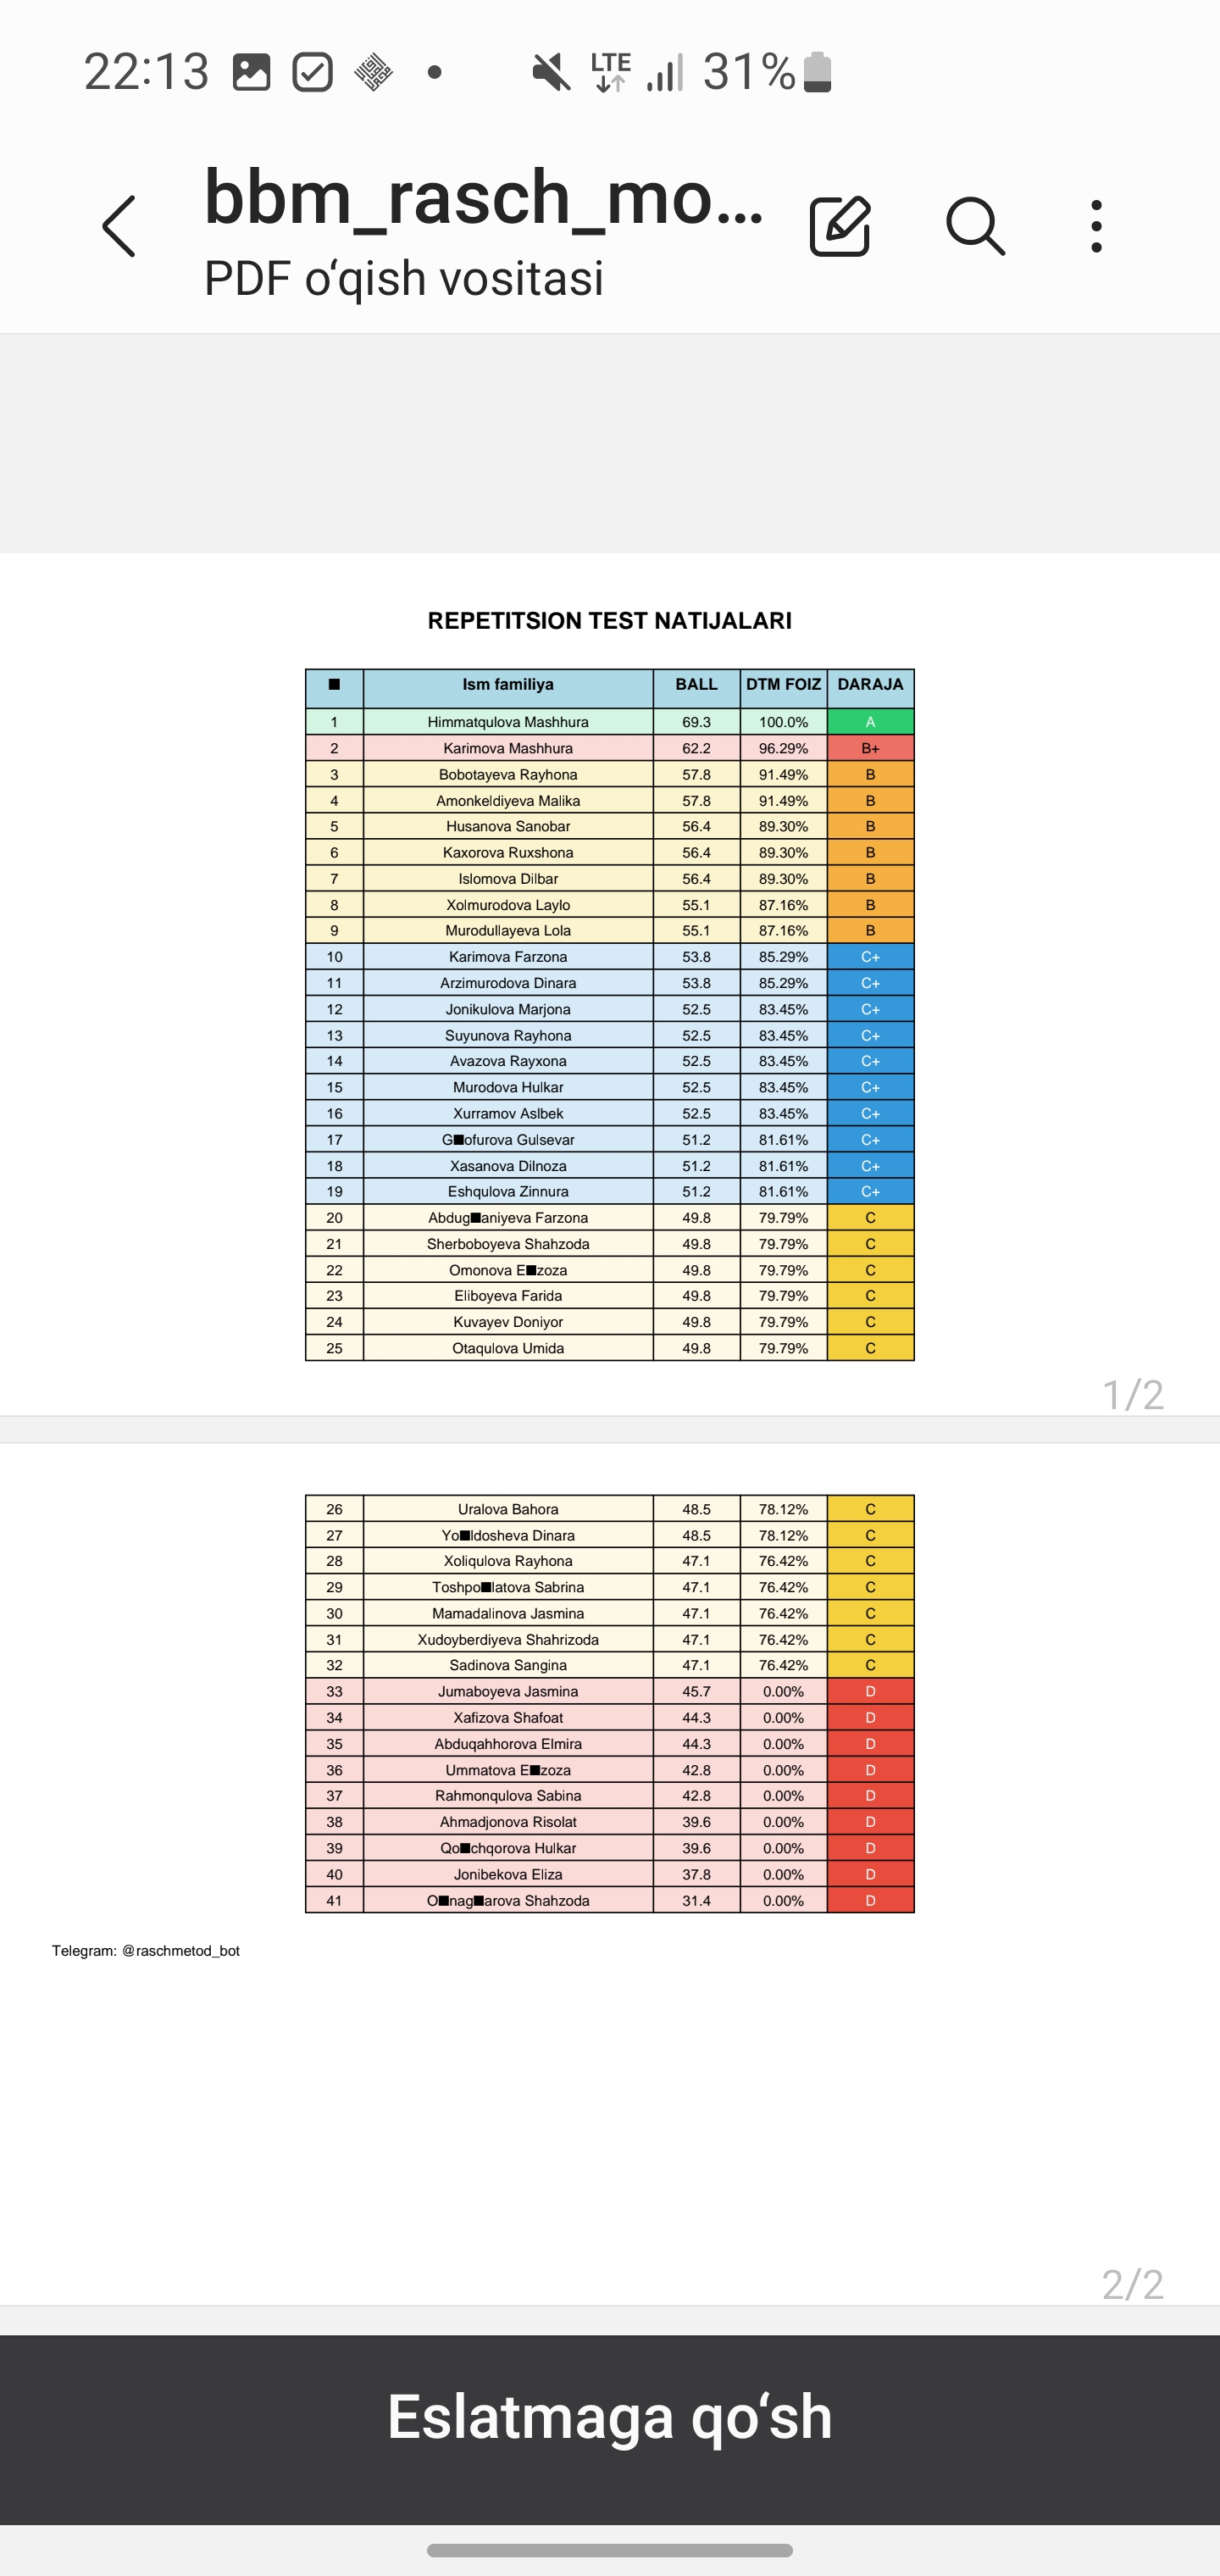 22:13 LTE 31%
bbm_rasch_mo...
PDF o‘qish vositasi
REPETITSION TEST NATIJALARI
■ Ism familiya BALL DTM FOIZ DARAJA
1 Himmatqulova Mashhura 69.3 100.0% A
2 Karimova Mashhura 62.2 96.29% B+
3 Bobotayeva Rayhona 57.8 91.49% B
4 Amonkeldiyeva Malika 57.8 91.49% B
5 Husanova Sanobar 56.4 89.30% B
6 Kaxorova Ruxshona 56.4 89.30% B
7 Islomova Dilbar 56.4 89.30% B
8 Xolmurodova Laylo 55.1 87.16% B
9 Murodullayeva Lola 55.1 87.16% B
10 Karimova Farzona 53.8 85.29% C+
11 Arzimurodova Dinara 53.8 85.29% C+
12 Jonikulova Marjona 52.5 83.45% C+
13 Suyunova Rayhona 52.5 83.45% C+
14 Avazova Rayxona 52.5 83.45% C+
15 Murodova Hulkar 52.5 83.45% C+
16 Xurramov Aslbek 52.5 83.45% C+
17 G■ofurova Gulsevar 51.2 81.61% C+
18 Xasanova Dilnoza 51.2 81.61% C+
19 Eshqulova Zinnura 51.2 81.61% C+
20 Abdug■aniyeva Farzona 49.8 79.79% C
21 Sherboboyeva Shahzoda 49.8 79.79% C
22 Omonova E■zoza 49.8 79.79% C
23 Eliboyeva Farida 49.8 79.79% C
24 Kuvayev Doniyor 49.8 79.79% C
25 Otaqulova Umida 49.8 79.79% C
1/2
26 Uralova Bahora 48.5 78.12% C
27 Yo■ldosheva Dinara 48.5 78.12% C
28 Xoliqulova Rayhona 47.1 76.42% C
29 Toshpo■latova Sabrina 47.1 76.42% C
30 Mamadalinova Jasmina 47.1 76.42% C
31 Xudoyberdiyeva Shahrizoda 47.1 76.42% C
32 Sadinova Sangina 47.1 76.42% C
33 Jumaboyeva Jasmina 45.7 0.00% D
34 Xafizova Shafoat 44.3 0.00% D
35 Abduqahhorova Elmira 44.3 0.00% D
36 Ummatova E■zoza 42.8 0.00% D
37 Rahmonqulova Sabina 42.8 0.00% D
38 Ahmadjonova Risolat 39.6 0.00% D
39 Qo■chqorova Hulkar 39.6 0.00% D
40 Jonibekova Eliza 37.8 0.00% D
41 O■nag■arova Shahzoda 31.4 0.00% D
Telegram: @raschmetod_bot
2/2
Eslatmaga qo‘sh